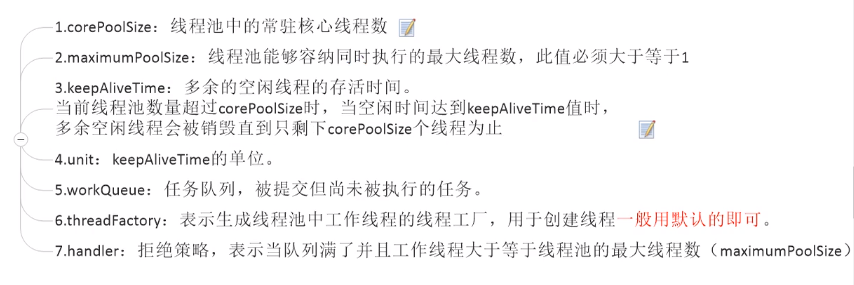 1.corePoolSize：线程池中的常驻核心线程数
2.maximumPoolSize：线程池能够容纳同时执行的最大线程数，此值必须大于等于1
3.keepAliveTime：多余的空闲线程的存活时间。
当前线程池数量超过corePoolSize时，当空闲时间达到keepAliveTime值时，
多余空闲线程会被销毁直到只剩下corePoolSize个线程为止
4.unit：keepAliveTime的单位。
5.workQueue：任务队列，被提交但尚未被执行的任务。
6.threadFactory：表示生成线程池中工作线程的线程工厂，用于创建线程一般用默认的即可。
7.handler：拒绝策略，表示当队列满了并且工作线程大于等于线程池的最大线程数（maximumPoolSize）